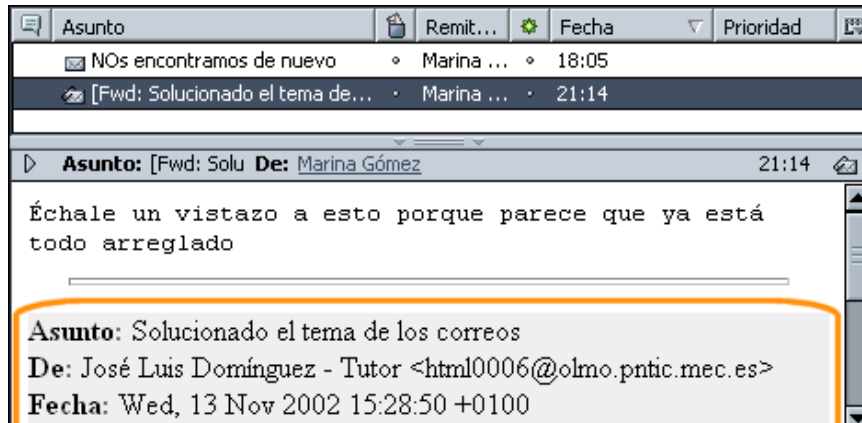 Asunto Remit... Fecha Prioridad
NOs encontramos de nuevo Marina ... 18:05
[Fwd: Solucionado el tema de... Marina ... 21:14
Asunto: [Fwd: Solu De: Marina Gómez 21:14
Échale un vistazo a esto porque parece que ya está
todo arreglado
Asunto: Solucionado el tema de los correos
De: José Luis Domínguez - Tutor <html0006@olmo.pntic.mec.es>
Fecha: Wed, 13 Nov 2002 15:28:50 +0100